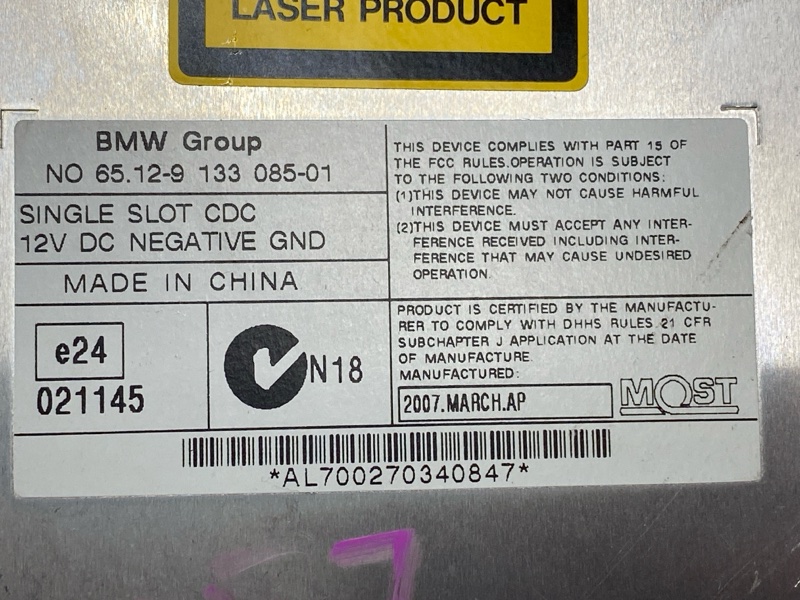 LASER PRODUCT
BMW Group
NO 65.12-9 133 085-01
SINGLE SLOT CDC
12V DC NEGATIVE GND
MADE IN CHINA
e24
021145
N18
THIS DEVICE COMPLIES WITH PART 15 OF
THE FCC RULES.OPERATION IS SUBJECT
TO THE FOLLOWING TWO CONDITIONS:
(1)THIS DEVICE MAY NOT CAUSE HARMFUL
INTERFERENCE.
(2)THIS DEVICE MUST ACCEPT ANY INTER-
FERENCE RECEIVED INCLUDING INTER-
FERENCE THAT MAY CAUSE UNDESIRED
OPERATION.
PRODUCT IS CERTIFIED BY THE MANUFACTU-
RER TO COMPLY WITH DHHS RULES 21 CFR
SUBCHAPTER J APPLICATION AT THE DATE
OF MANUFACTURE.
MANUFACTURED:
2007.MARCH.AP
MOST
*AL700270340847*